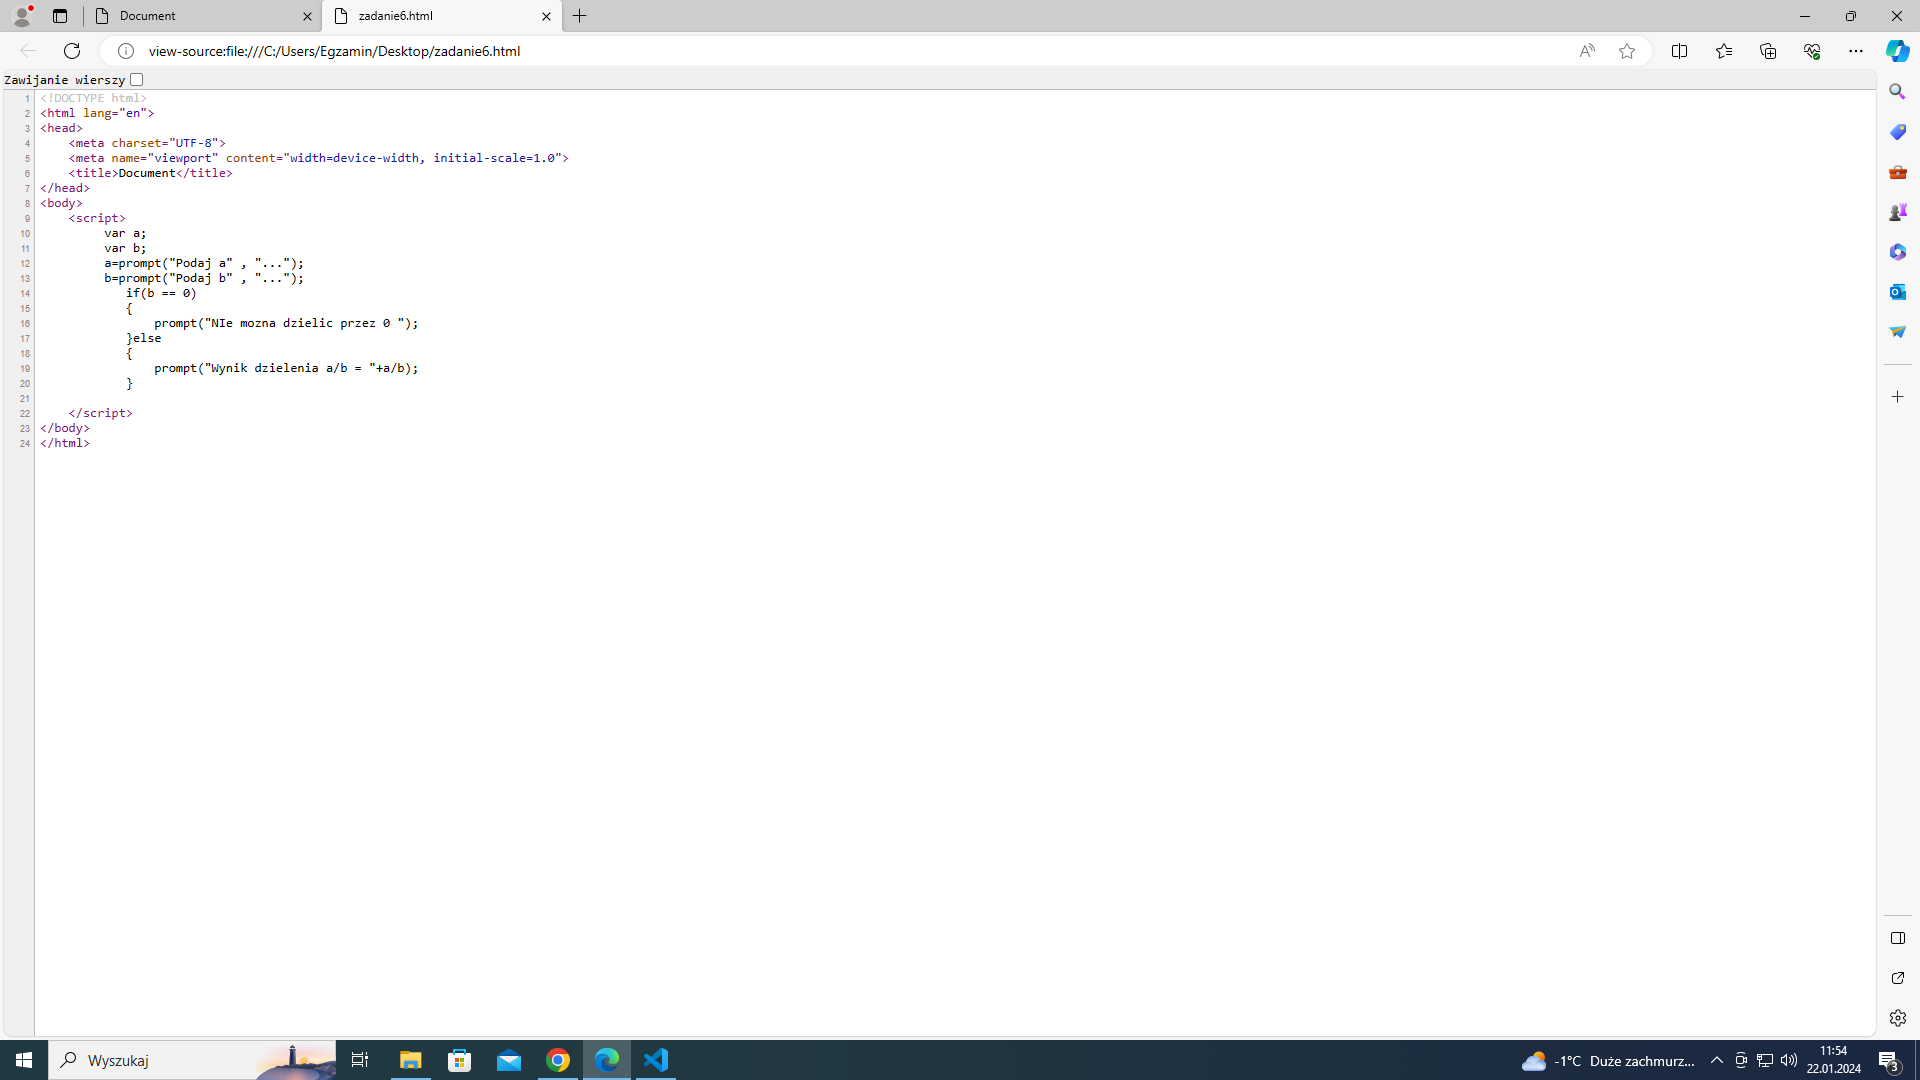 Document
zadanie6.html
view-source:file:///C:/Users/Egzamin/Desktop/zadanie6.html
Zawijanie wierszy
1 <!DOCTYPE html>
2 <html lang="en">
3 <head>
4     <meta charset="UTF-8">
5     <meta name="viewport" content="width=device-width, initial-scale=1.0">
6     <title>Document</title>
7 </head>
8 <body>
9     <script>
10          var a;
11          var b;
12          a=prompt("Podaj a" , "...");
13          b=prompt("Podaj b" , "...");
14             if(b == 0)
15             {
16                 prompt("NIe mozna dzielic przez 0 ");
17             }else
18             {
19                 prompt("Wynik dzielenia a/b = "+a/b);
20             }
21
22     </script>
23 </body>
24 </html>
Wyszukaj
-1°C Duże zachmurz...
11:54
22.01.2024
3